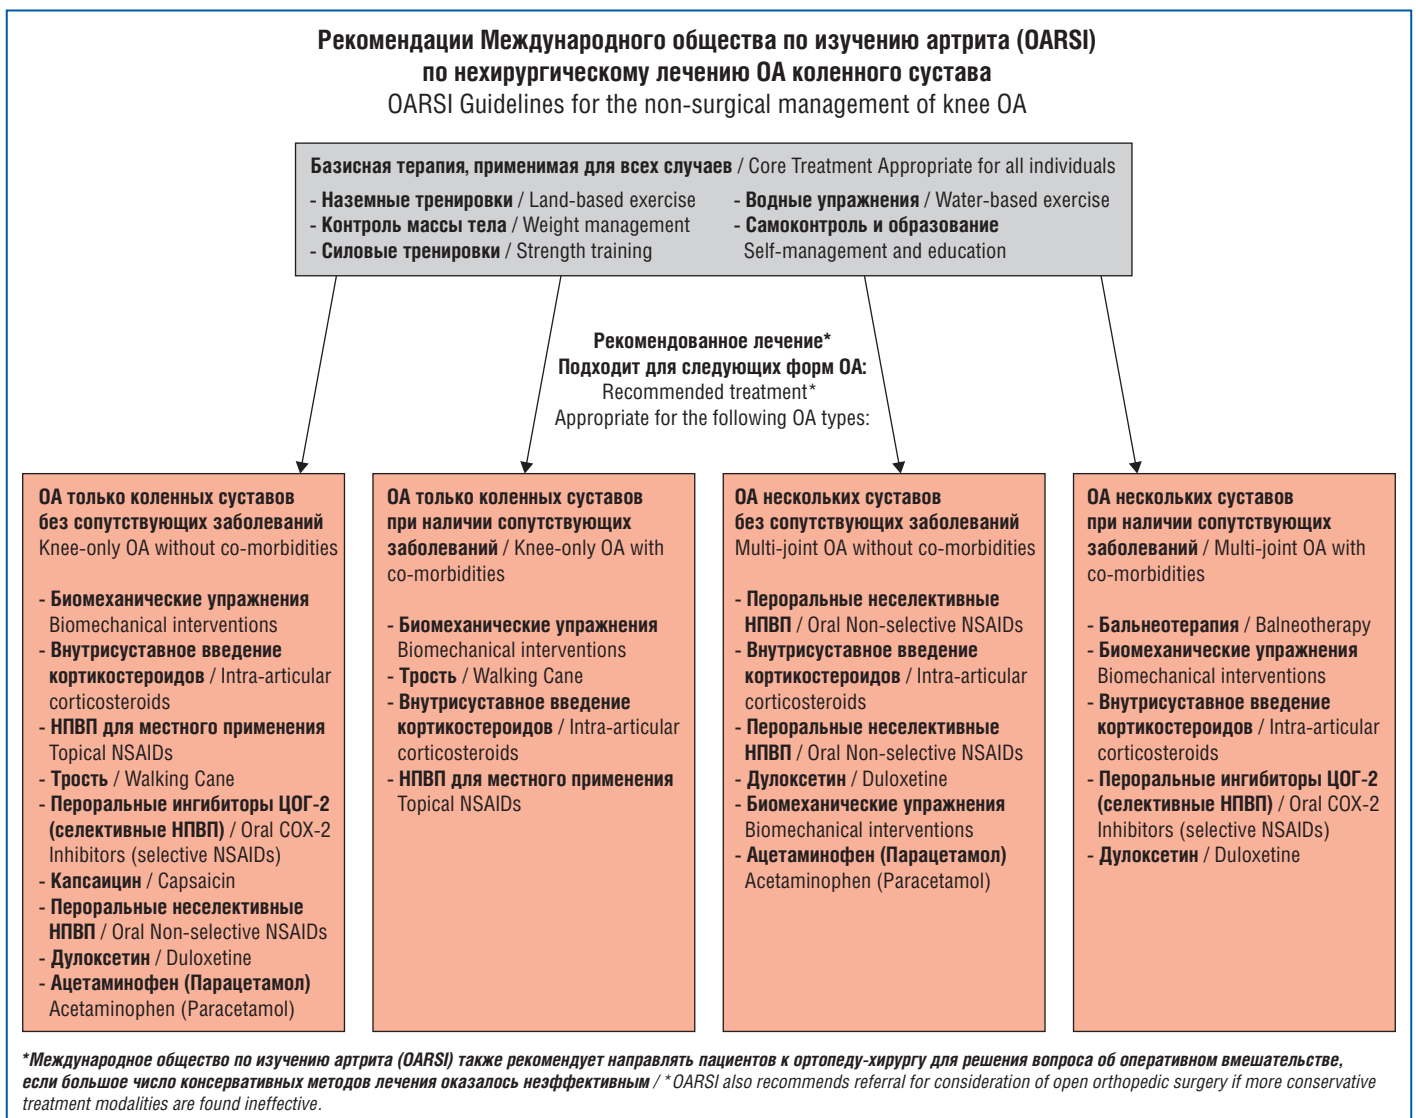 Рекомендации Международного общества по изучению артрита (OARSI)
по нехирургическому лечению ОА коленного сустава
OARSI Guidelines for the non-surgical management of knee OA
Базисная терапия, применимая для всех случаев / Core Treatment Appropriate for all individuals
- Наземные тренировки / Land-based exercise
- Контроль массы тела / Weight management
- Силовые тренировки / Strength training
- Водные упражнения / Water-based exercise
- Самоконтроль и образование
Self-management and education
Рекомендованное лечение*
Подходит для следующих форм ОА:
Recommended treatment*
Appropriate for the following OA types:
ОА только коленных суставов
без сопутствующих заболеваний
Knee-only OA without co-morbidities
- Биомеханические упражнения
Biomechanical interventions
- Внутрисуставное введение
кортикостероидов / Intra-articular
corticosteroids
- НПВП для местного применения
Topical NSAIDs
- Трость / Walking Cane
- Пероральные ингибиторы ЦОГ-2
(селективные НПВП) / Oral COX-2
Inhibitors (selective NSAIDs)
- Капсаицин / Capsaicin
- Пероральные неселективные
НПВП / Oral Non-selective NSAIDs
- Дулоксетин / Duloxetine
- Ацетаминофен (Парацетамол)
Acetaminophen (Paracetamol)
ОА только коленных суставов
при наличии сопутствующих
заболеваний / Knee-only OA with
co-morbidities
- Биомеханические упражнения
Biomechanical interventions
- Трость / Walking Cane
- Внутрисуставное введение
кортикостероидов / Intra-articular
corticosteroids
- НПВП для местного применения
Topical NSAIDs
ОА нескольких суставов
без сопутствующих заболеваний
Multi-joint OA without co-morbidities
- Пероральные неселективные
НПВП / Oral Non-selective NSAIDs
- Внутрисуставное введение
кортикостероидов / Intra-articular
corticosteroids
- Пероральные неселективные
НПВП / Oral Non-selective NSAIDs
- Дулоксетин / Duloxetine
- Биомеханические упражнения
Biomechanical interventions
- Ацетаминофен (Парацетамол)
Acetaminophen (Paracetamol)
ОА нескольких суставов
при наличии сопутствующих
заболеваний / Multi-joint OA with
co-morbidities
- Бальнеотерапия / Balneotherapy
- Биомеханические упражнения
Biomechanical interventions
- Внутрисуставное введение
кортикостероидов / Intra-articular
corticosteroids
- Пероральные ингибиторы ЦОГ-2
(селективные НПВП) / Oral COX-2
Inhibitors (selective NSAIDs)
- Дулоксетин / Duloxetine
*Международное общество по изучению артрита (OARSI) также рекомендует направлять пациентов к ортопеду-хирургу для решения вопроса об оперативном вмешательстве,
если большое число консервативных методов лечения оказалось неэффективным / *OARSI also recommends referral for consideration of open orthopedic surgery if more conservative
treatment modalities are found ineffective.